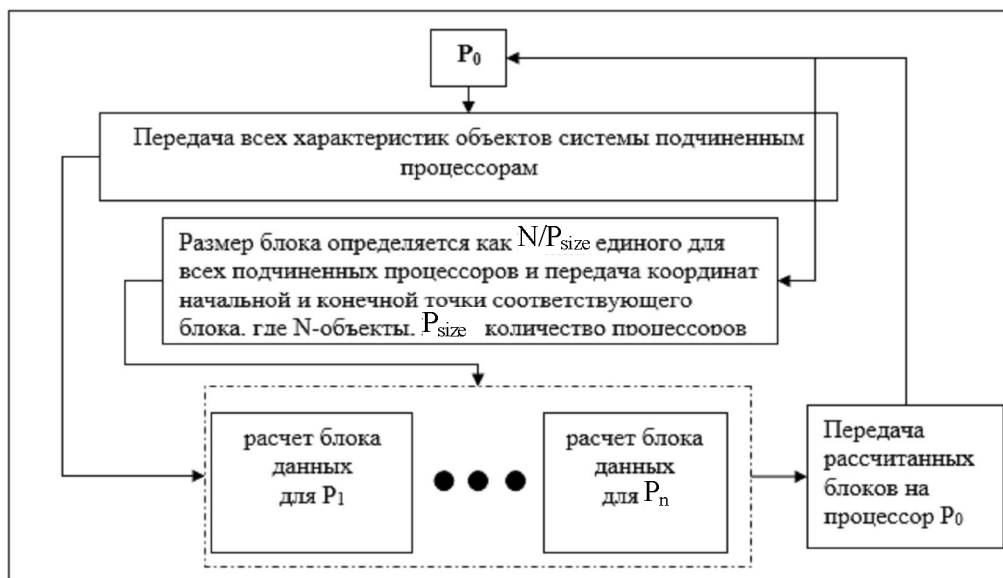 P₀
Передача всех характеристик объектов системы подчиненным
процессорам
Размер блока определяется как N/Psize единого для
всех подчиненных процессоров и передача координат
начальной и конечной точки соответствующего
блока, где N-объекты, Psize количество процессоров
расчет блока
данных
для P₁
расчет блока
данных
для Pn
Передача
рассчитанных
блоков на
процессор P₀